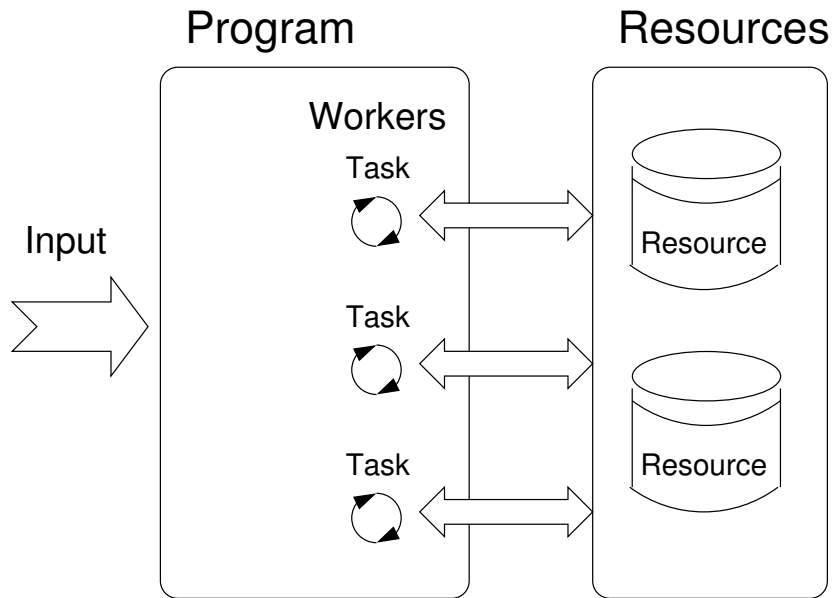 Program
Resources
Workers
Task
Resource
Input
Task
Task
Resource